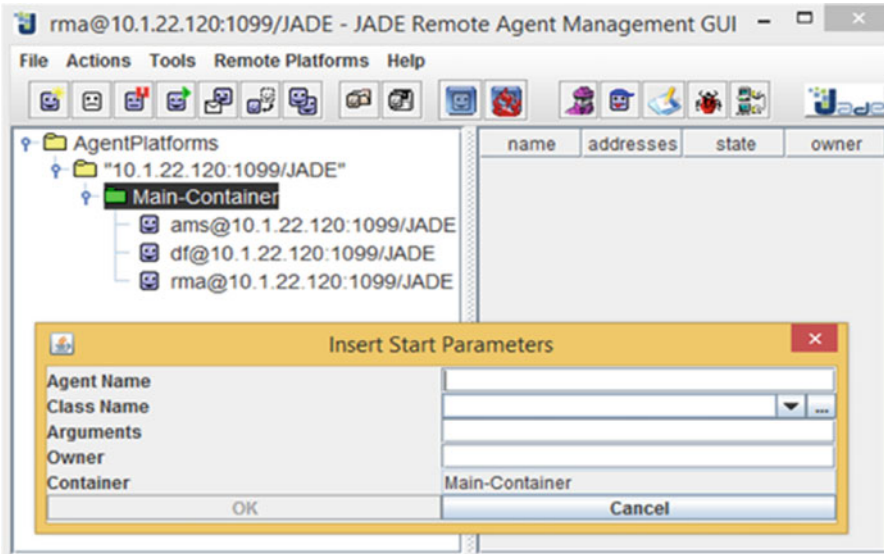 rma@10.1.22.120:1099/JADE - JADE Remote Agent Management GUI
File Actions Tools Remote Platforms Help
Jade
AgentPlatforms
name addresses state owner
"10.1.22.120:1099/JADE"
Main-Container
ams@10.1.22.120:1099/JADE
df@10.1.22.120:1099/JADE
rma@10.1.22.120:1099/JADE
Insert Start Parameters
Agent Name
Class Name
...
Arguments
Owner
Container Main-Container
OK Cancel